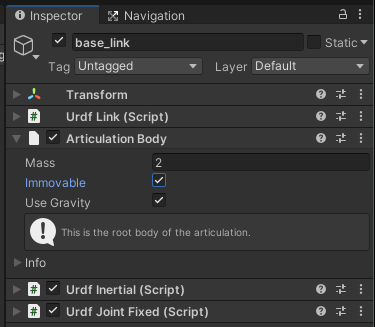 Inspector Navigation
base_link Static
Tag Untagged Layer Default
Transform
# Urdf Link (Script)
Articulation Body
Mass 2
Immovable
Use Gravity
This is the root body of the articulation.
Info
# Urdf Inertial (Script)
# Urdf Joint Fixed (Script)